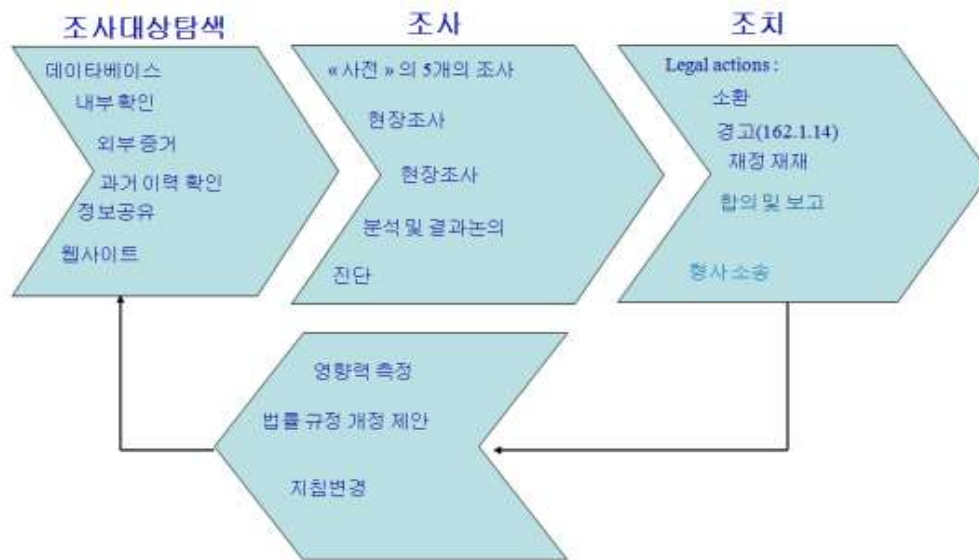 조사대상탐색
데이타베이스
내부 확인
외부 증거
과거 이력 확인
정보공유
웹사이트
조사
« 사전 » 의 5개의 조사
현장조사
현장조사
분석 및 결과논의
진단
조치
Legal actions :
소환
경고(162.1.14)
재정 재재
합의 및 보고
형사 소송
영향력 측정
법률 규정 개정 제안
지침변경